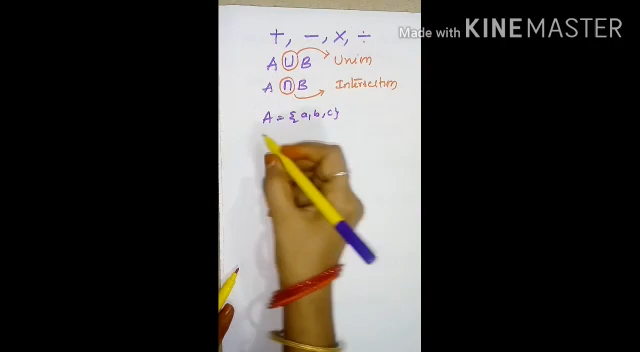 Made with KINEMASTER
+, −, ×, ÷
A ∪ B → Union
A ∩ B → Intersection
A = {a, b, c}